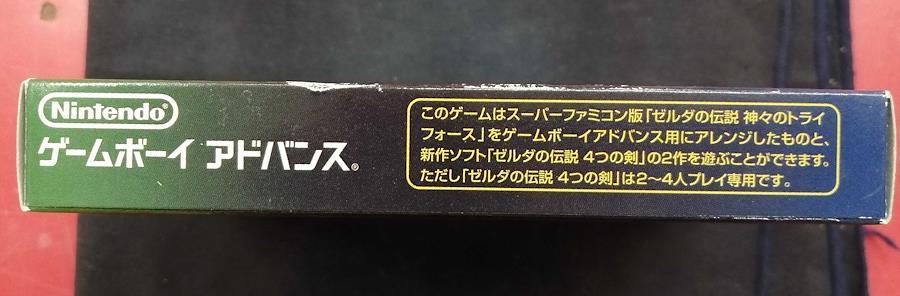 Nintendo
ゲームボーイ アドバンス®
このゲームはスーパーファミコン版「ゼルダの伝説 神々のトライ
フォース」をゲームボーイアドバンス用にアレンジしたものと、
新作ソフト「ゼルダの伝説 4つの剣」の2作を遊ぶことができます。
ただし「ゼルダの伝説 4つの剣」は2〜4人プレイ専用です。